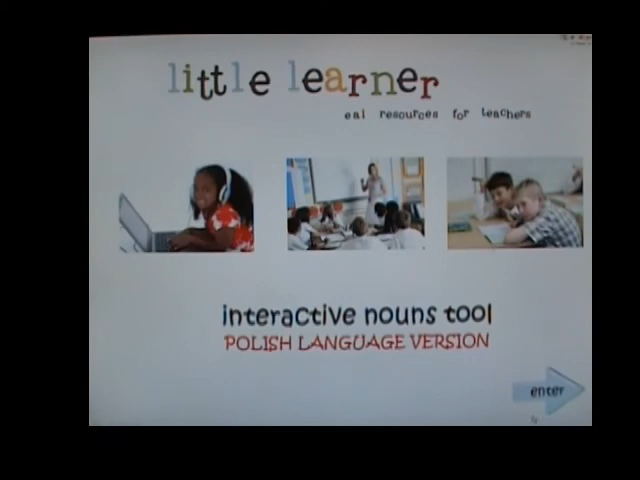 little learner
eal resources for teachers
interactive nouns tool
POLISH LANGUAGE VERSION
enter